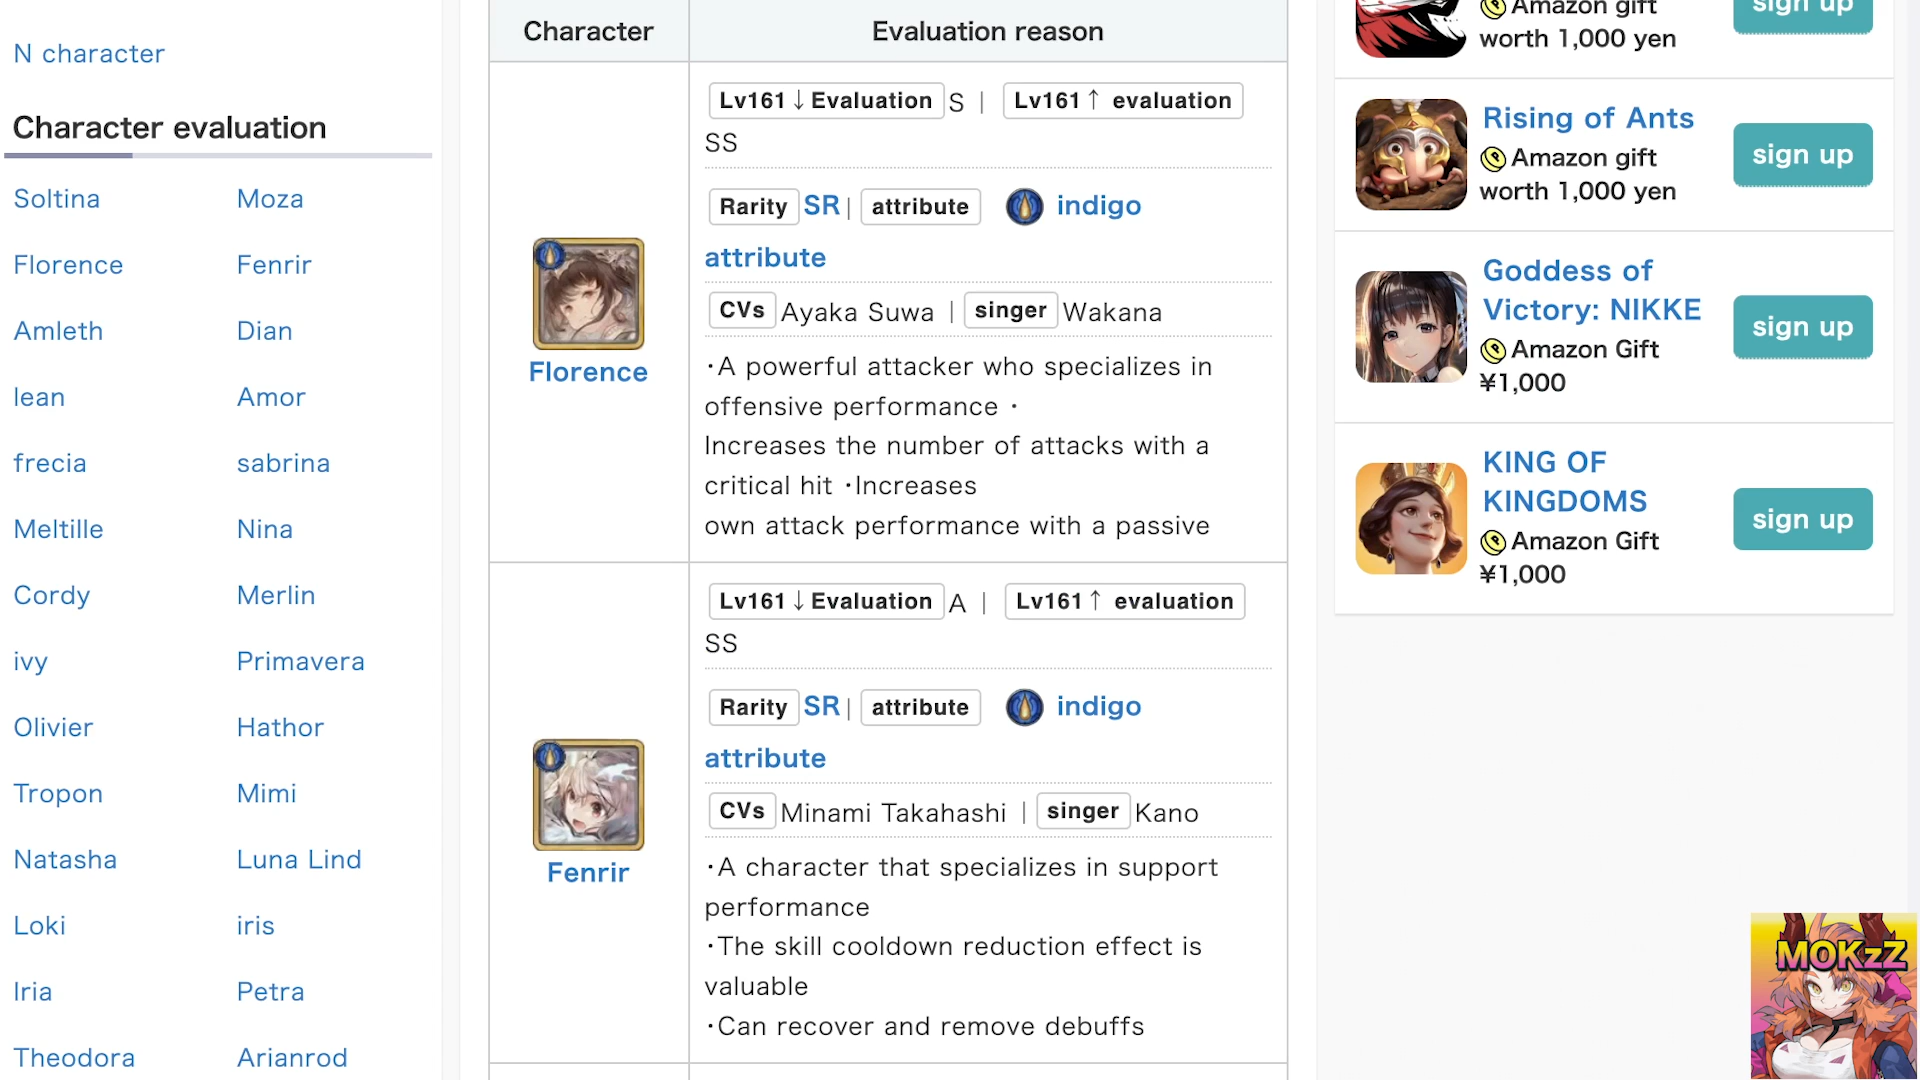 N character
Character evaluation
Soltina
Moza
Florence
Fenrir
Amleth
Dian
lean
Amor
frecia
sabrina
Meltille
Nina
Cordy
Merlin
ivy
Primavera
Olivier
Hathor
Tropon
Mimi
Natasha
Luna Lind
Loki
iris
Iria
Petra
Theodora
Arianrod
Character
Evaluation reason
Florence
Lv161↓Evaluation S | Lv161↑ evaluation
SS
Rarity SR | attribute indigo
attribute
CVs Ayaka Suwa | singer Wakana
・A powerful attacker who specializes in
offensive performance ・
Increases the number of attacks with a
critical hit ・Increases
own attack performance with a passive
Fenrir
Lv161↓Evaluation A | Lv161↑ evaluation
SS
Rarity SR | attribute indigo
attribute
CVs Minami Takahashi | singer Kano
・A character that specializes in support
performance
・The skill cooldown reduction effect is
valuable
・Can recover and remove debuffs
Amazon gift
worth 1,000 yen
sign up
Rising of Ants
Amazon gift
worth 1,000 yen
sign up
Goddess of
Victory: NIKKE
Amazon Gift
¥1,000
sign up
KING OF
KINGDOMS
Amazon Gift
¥1,000
sign up
MOKzZ